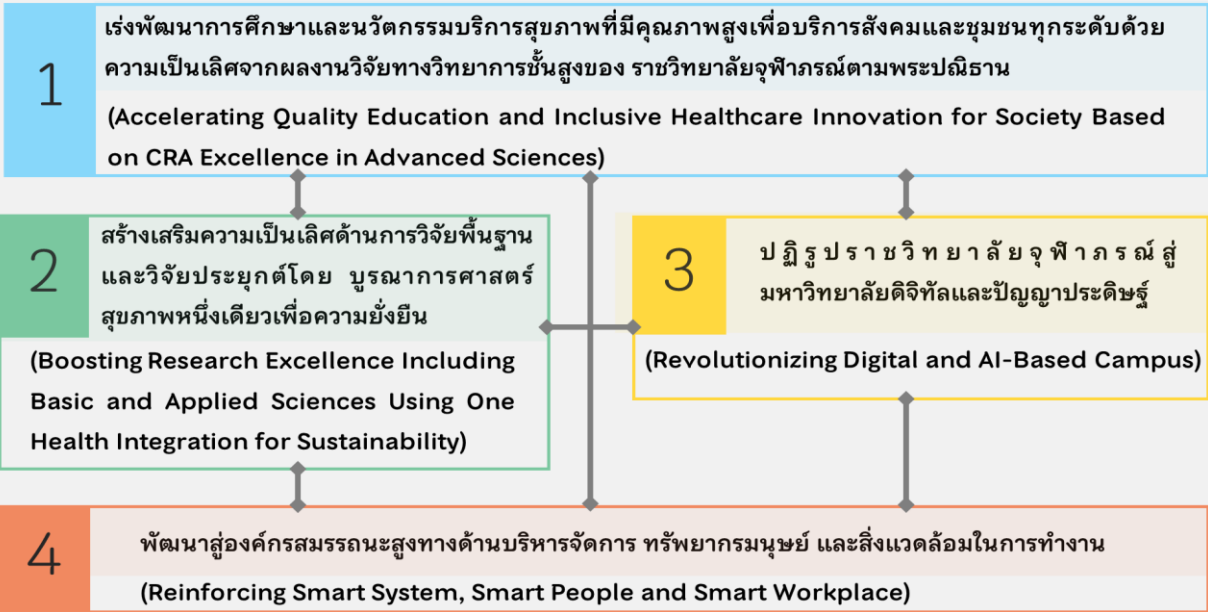 1
เร่งพัฒนาการศึกษาและนวัตกรรมบริการสุขภาพที่มีคุณภาพสูงเพื่อบริการสังคมและชุมชนทุกระดับด้วย
ความเป็นเลิศจากผลงานวิจัยทางวิทยาการชั้นสูงของ ราชวิทยาลัยจุฬาภรณ์ตามพระปณิธาน
(Accelerating Quality Education and Inclusive Healthcare Innovation for Society Based
on CRA Excellence in Advanced Sciences)
2
สร้างเสริมความเป็นเลิศด้านการวิจัยพื้นฐาน
และวิจัยประยุกต์โดย บูรณาการศาสตร์
สุขภาพหนึ่งเดียวเพื่อความยั่งยืน
(Boosting Research Excellence Including
Basic and Applied Sciences Using One
Health Integration for Sustainability)
3
ปฏิรูปราชวิทยาลัยจุฬาภรณ์สู่
มหาวิทยาลัยดิจิทัลและปัญญาประดิษฐ์
(Revolutionizing Digital and AI-Based Campus)
4
พัฒนาสู่องค์กรสมรรถนะสูงทางด้านบริหารจัดการ ทรัพยากรมนุษย์ และสิ่งแวดล้อมในการทำงาน
(Reinforcing Smart System, Smart People and Smart Workplace)